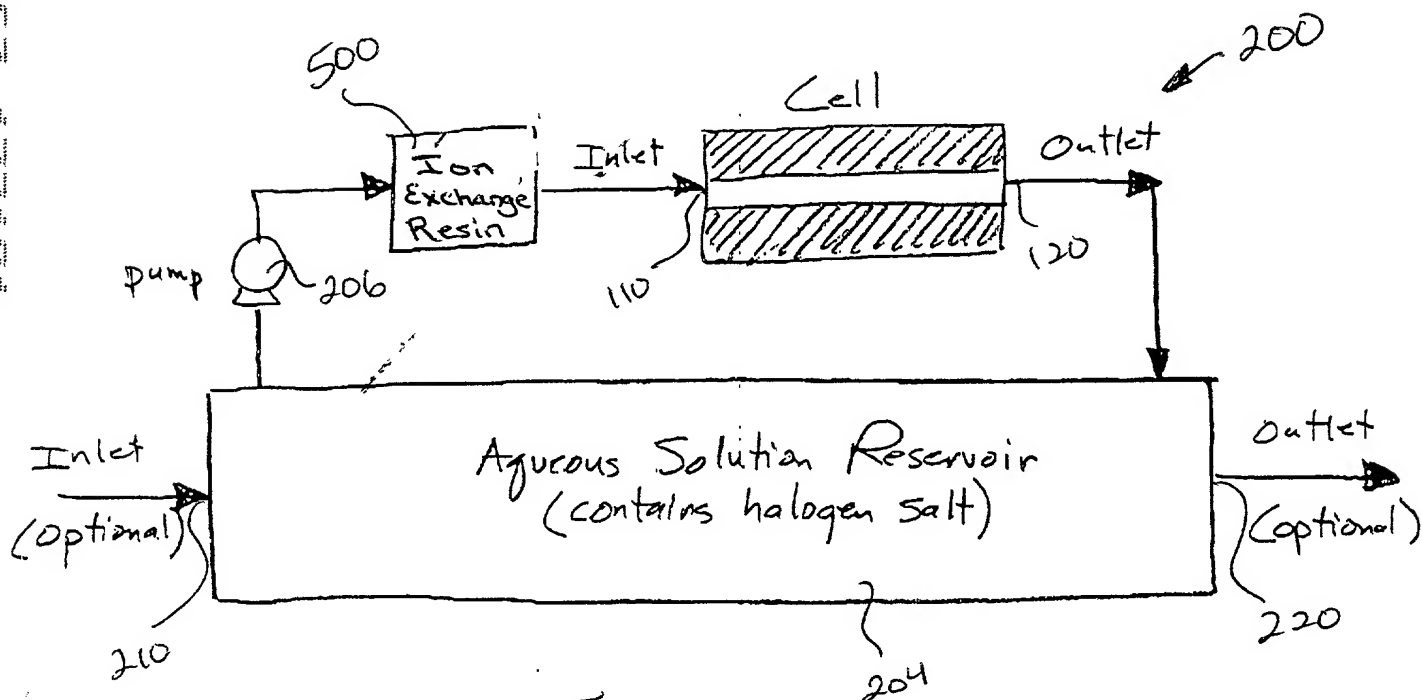 200
500
Cell
Ion
Exchange
Resin
Inlet
Outlet
pump
206
110
120
Inlet
(Optional)
Aqueous Solution Reservoir
(contains halogen salt)
Outlet
(optional)
210
204
220